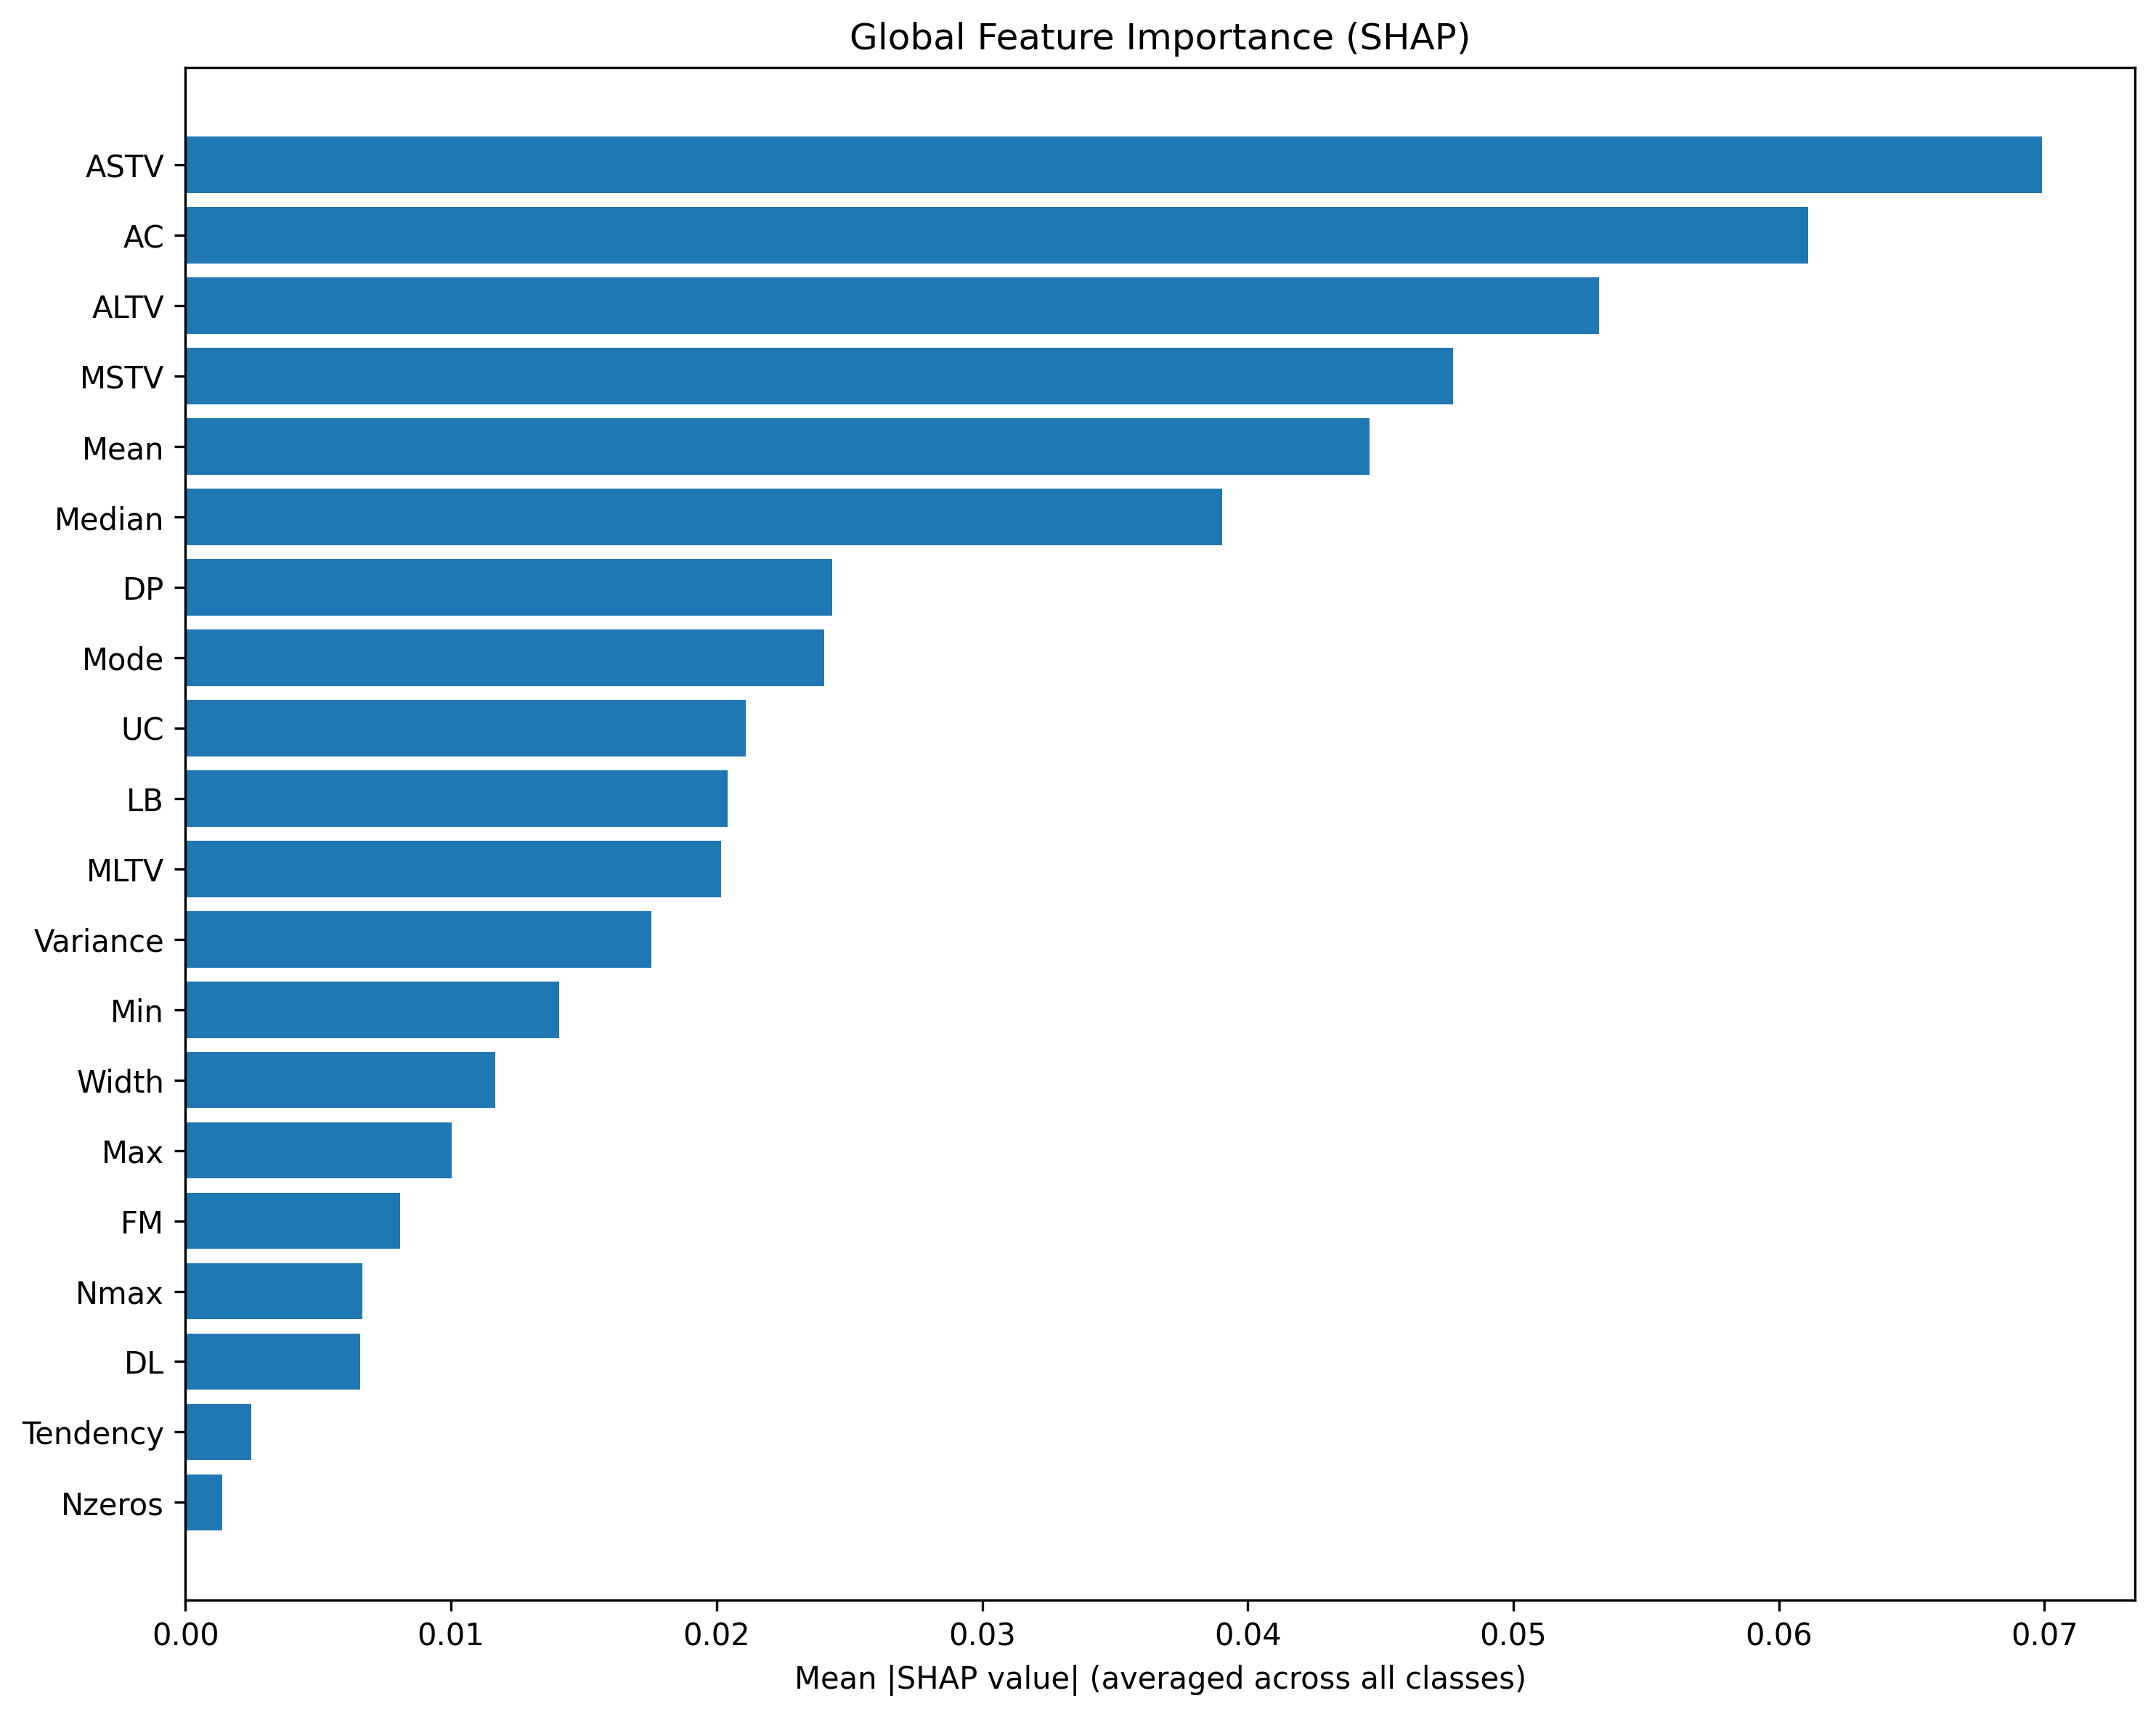 Global Feature Importance (SHAP)
ASTV
AC
ALTV
MSTV
Mean
Median
DP
Mode
UC
LB
MLTV
Variance
Min
Width
Max
FM
Nmax
DL
Tendency
Nzeros
0.00 0.01 0.02 0.03 0.04 0.05 0.06 0.07
Mean |SHAP value| (averaged across all classes)